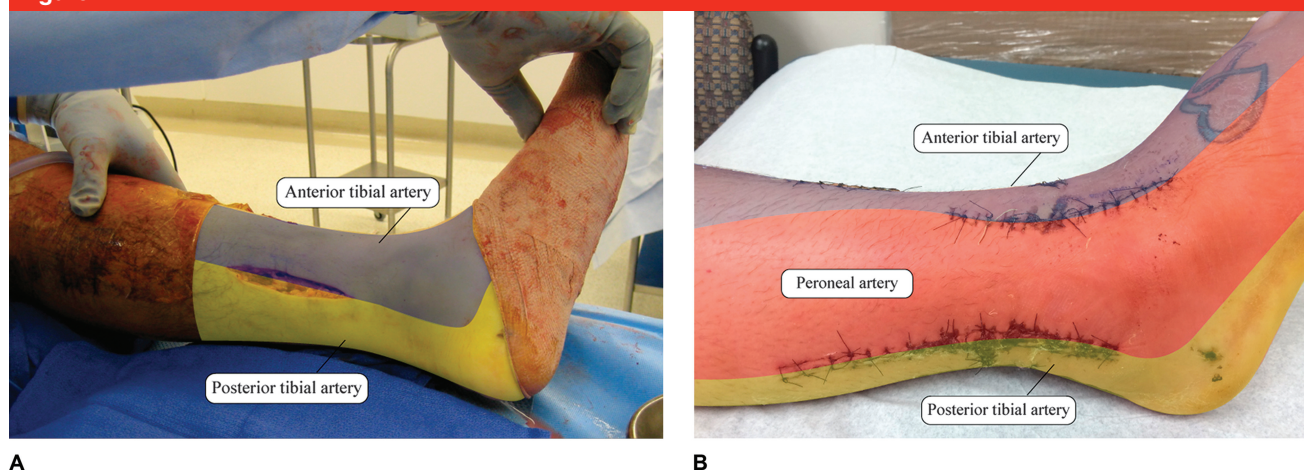 Anterior tibial artery
Posterior tibial artery
Anterior tibial artery
Peroneal artery
Posterior tibial artery
A
B